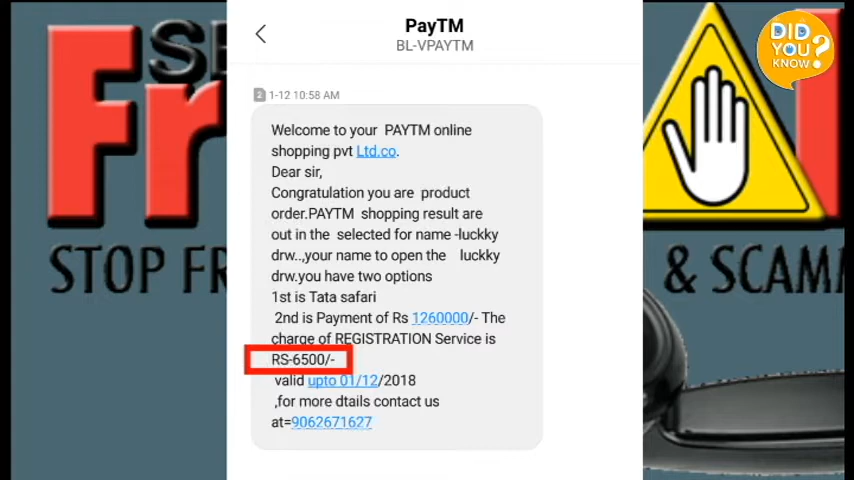 PayTM
BL-VPAYTM
DID
YOU
KNOW?
SE
Fr
STOP FR
& SCAMM
2 1-12 10:58 AM
Welcome to your PAYTM online
shopping pvt Ltd.co.
Dear sir,
Congratulation you are product
order.PAYTM shopping result are
out in the selected for name -luckky
drw..,your name to open the luckky
drw.you have two options
1st is Tata safari
2nd is Payment of Rs 1260000/- The
charge of REGISTRATION Service is
RS-6500/-
valid upto 01/12/2018
,for more dtails contact us
at=9062671627